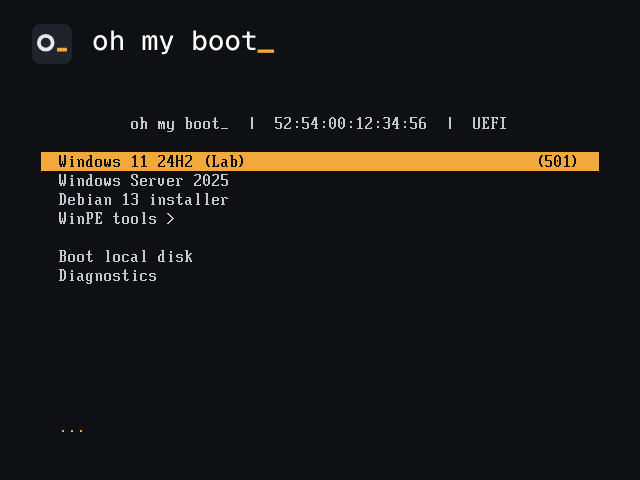 oh my boot_
oh my boot_ | 52:54:00:12:34:56 | UEFI
Windows 11 24H2 (Lab) (501)
Windows Server 2025
Debian 13 installer
WinPE tools >
Boot local disk
Diagnostics
...